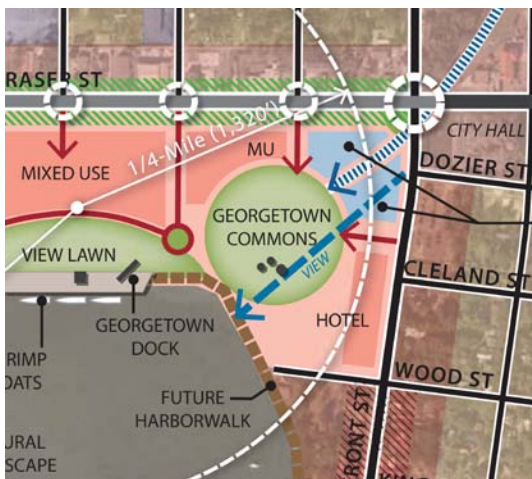 RASER ST
1/4-Mile (1,320')
CITY HALL
MU
DOZIER ST
MIXED USE
GEORGETOWN
COMMONS
VIEW LAWN
VIEW
CLELAND ST
GEORGETOWN
DOCK
HOTEL
RIMP
OATS
WOOD ST
FUTURE
HARBORWALK
RONT ST
URAL
SCAPE
KING